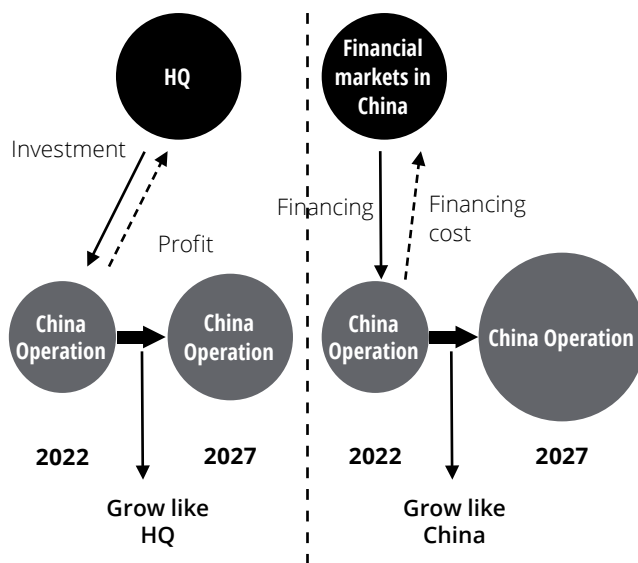 HQ
Investment
Profit
China
Operation
China
Operation
2022
2027
Grow like
HQ
Financial
markets in
China
Financing
Financing
cost
China
Operation
China Operation
2022
2027
Grow like
China